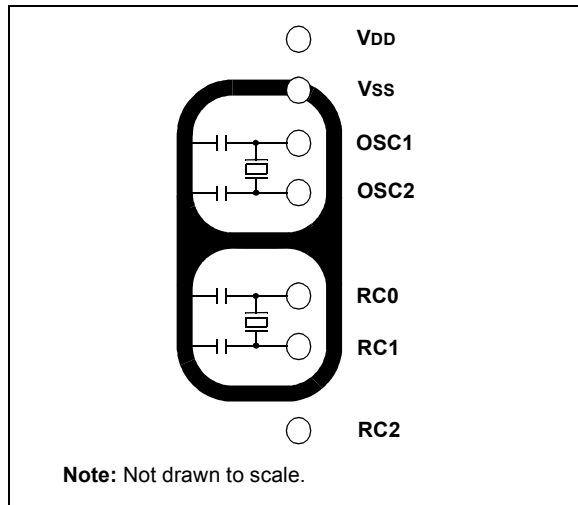 VDD
VSS
OSC1
OSC2
RC0
RC1
RC2
Note: Not drawn to scale.